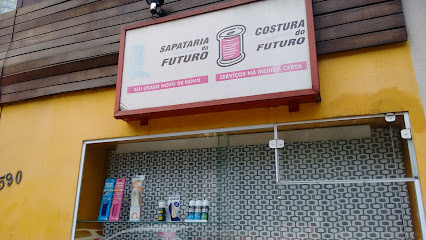 SAPATARIA
do
FUTURO
SEU USADO NOVO DE NOVO
COSTURA
do
FUTURO
SERVIÇOS NA MEDIDA CERTA
590